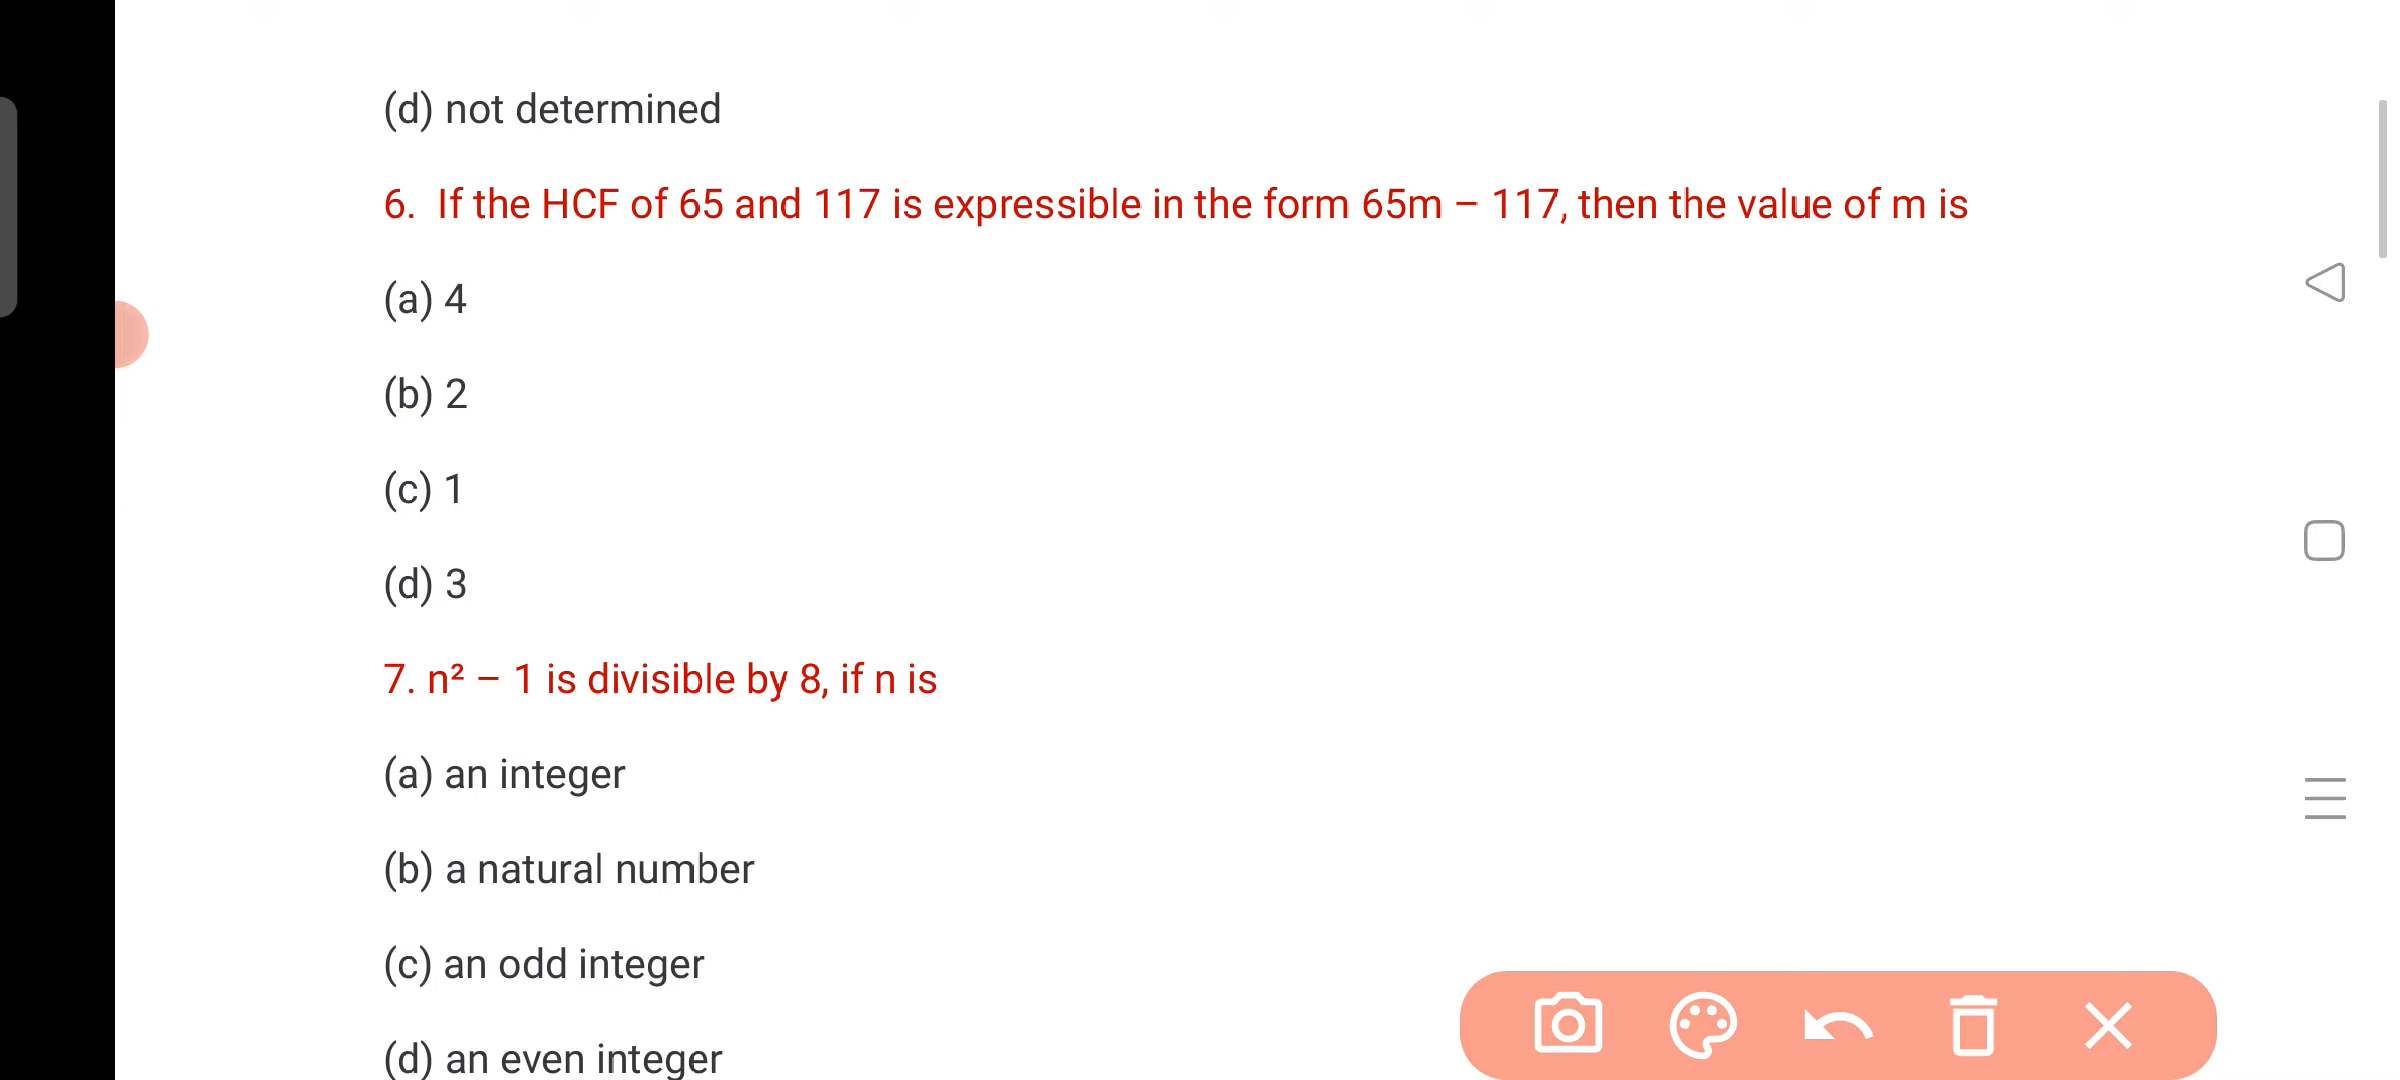 (d) not determined
6. If the HCF of 65 and 117 is expressible in the form 65m – 117, then the value of m is
(a) 4
(b) 2
(c) 1
(d) 3
7. n² – 1 is divisible by 8, if n is
(a) an integer
(b) a natural number
(c) an odd integer
(d) an even integer